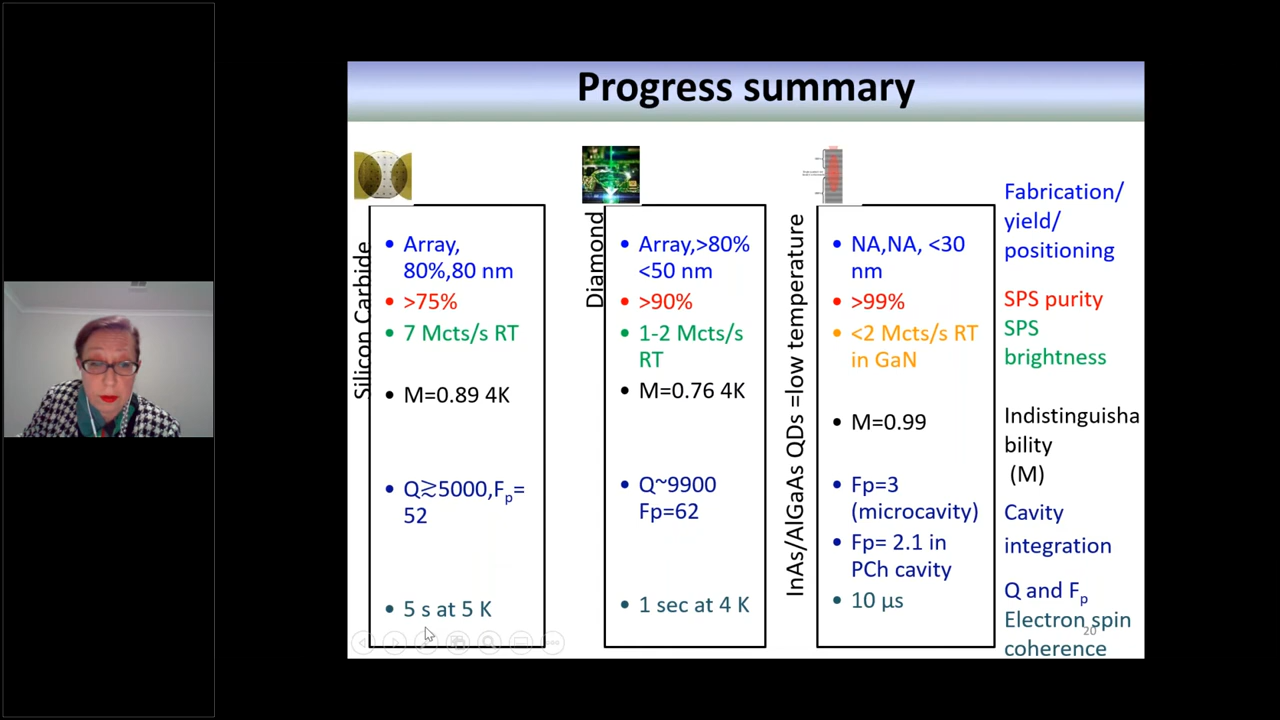 Progress summary
Silicon Carbide
Array,
80%,80 nm
>75%
7 Mcts/s RT
M=0.89 4K
Q≳5000,Fp=
52
5 s at 5 K
Diamond
Array,>80%
<50 nm
>90%
1-2 Mcts/s
RT
M=0.76 4K
Q~9900
Fp=62
1 sec at 4 K
InAs/AlGaAs QDs =low temperature
NA,NA, <30
nm
>99%
<2 Mcts/s RT
in GaN
M=0.99
Fp=3
(microcavity)
Fp= 2.1 in
PCh cavity
10 µs
Fabrication/
yield/
positioning
SPS purity
SPS
brightness
Indistinguisha
bility
(M)
Cavity
integration
Q and Fp
Electron spin
coherence
20